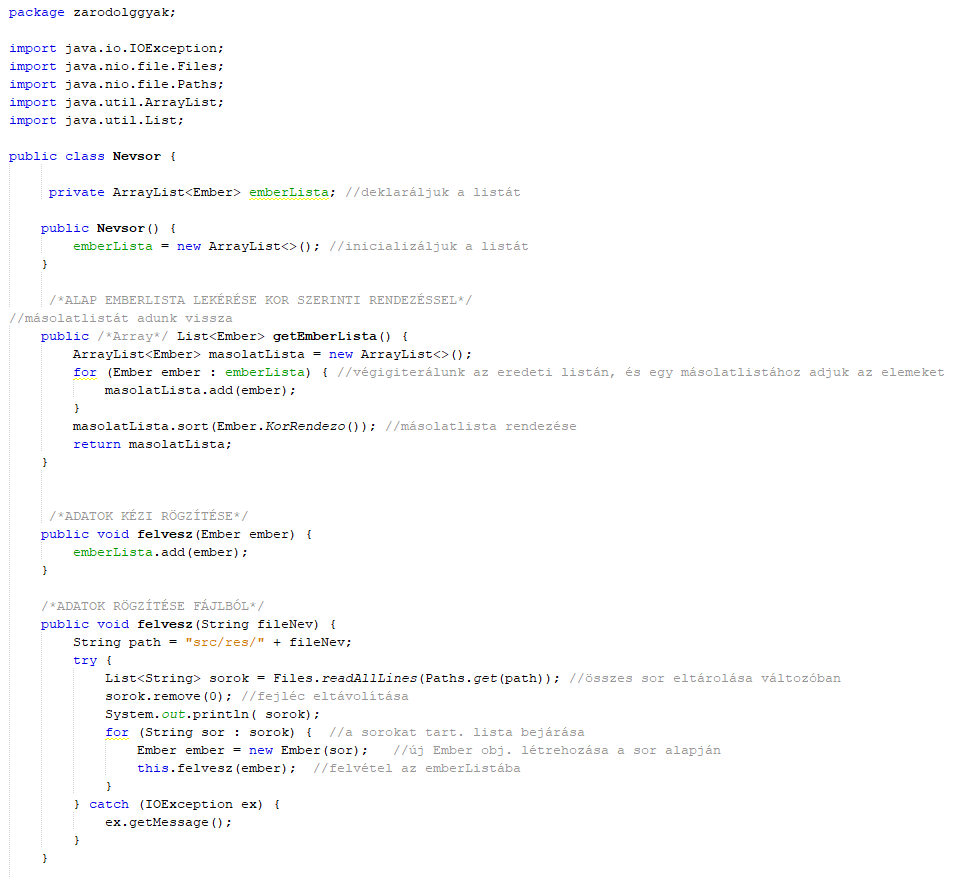 package zarodolggyak;

import java.io.IOException;
import java.nio.file.Files;
import java.nio.file.Paths;
import java.util.ArrayList;
import java.util.List;

public class Nevsor {

     private ArrayList<Ember> emberLista; //deklaráljuk a listát

    public Nevsor() {
        emberLista = new ArrayList<>(); //inicializáljuk a listát
    }

     /*ALAP EMBERLISTA LEKÉRÉSE KOR SZERINTI RENDEZÉSSEL*/
//másolatlistát adunk vissza
    public /*Array*/ List<Ember> getEmberLista() {
        ArrayList<Ember> masolatLista = new ArrayList<>();
        for (Ember ember : emberLista) { //végigiterálunk az eredeti listán, és egy másolatlistához adjuk az elemeket
            masolatLista.add(ember);
        }
        masolatLista.sort(Ember.KorRendezo()); //másolatlista rendezése
        return masolatLista;
    }


     /*ADATOK KÉZI RÖGZÍTÉSE*/
    public void felvesz(Ember ember) {
        emberLista.add(ember);
    }

    /*ADATOK RÖGZÍTÉSE FÁJLBÓL*/
    public void felvesz(String fileNev) {
        String path = "src/res/" + fileNev;
        try {
            List<String> sorok = Files.readAllLines(Paths.get(path)); //összes sor eltárolása változóban
            sorok.remove(0); //fejléc eltávolítása
            System.out.println( sorok);
            for (String sor : sorok) {  //a sorokat tart. lista bejárása
                Ember ember = new Ember(sor);   //új Ember obj. létrehozása a sor alapján
                this.felvesz(ember);  //felvétel az emberListába
            }
        } catch (IOException ex) {
            ex.getMessage();
        }
    }